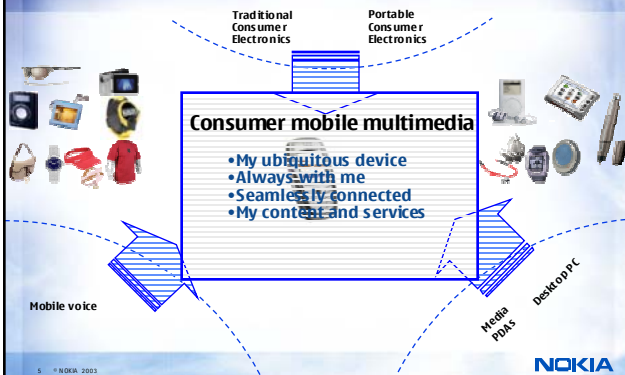 Traditional
Consumer
Electronics
Portable
Consumer
Electronics
Consumer mobile multimedia
•My ubiquitous device
•Always with me
•Seamlessly connected
•My content and services
Mobile voice
Media
PDAs
Desktop PC
5 © NOKIA 2003
NOKIA